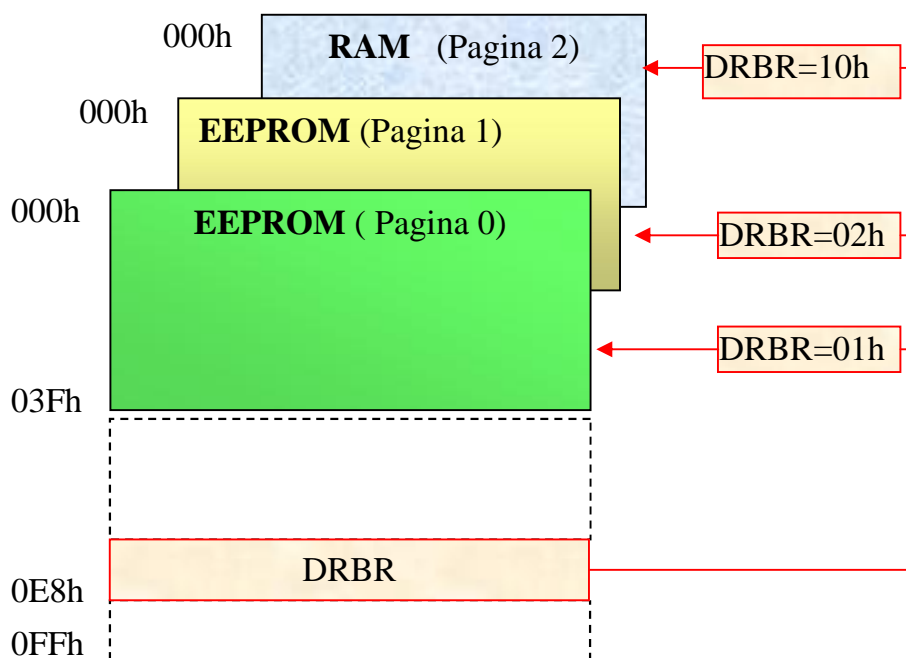 000h
RAM (Pagina 2)
DRBR=10h
000h
EEPROM (Pagina 1)
000h
EEPROM ( Pagina 0)
DRBR=02h
DRBR=01h
03Fh
DRBR
0E8h
0FFh